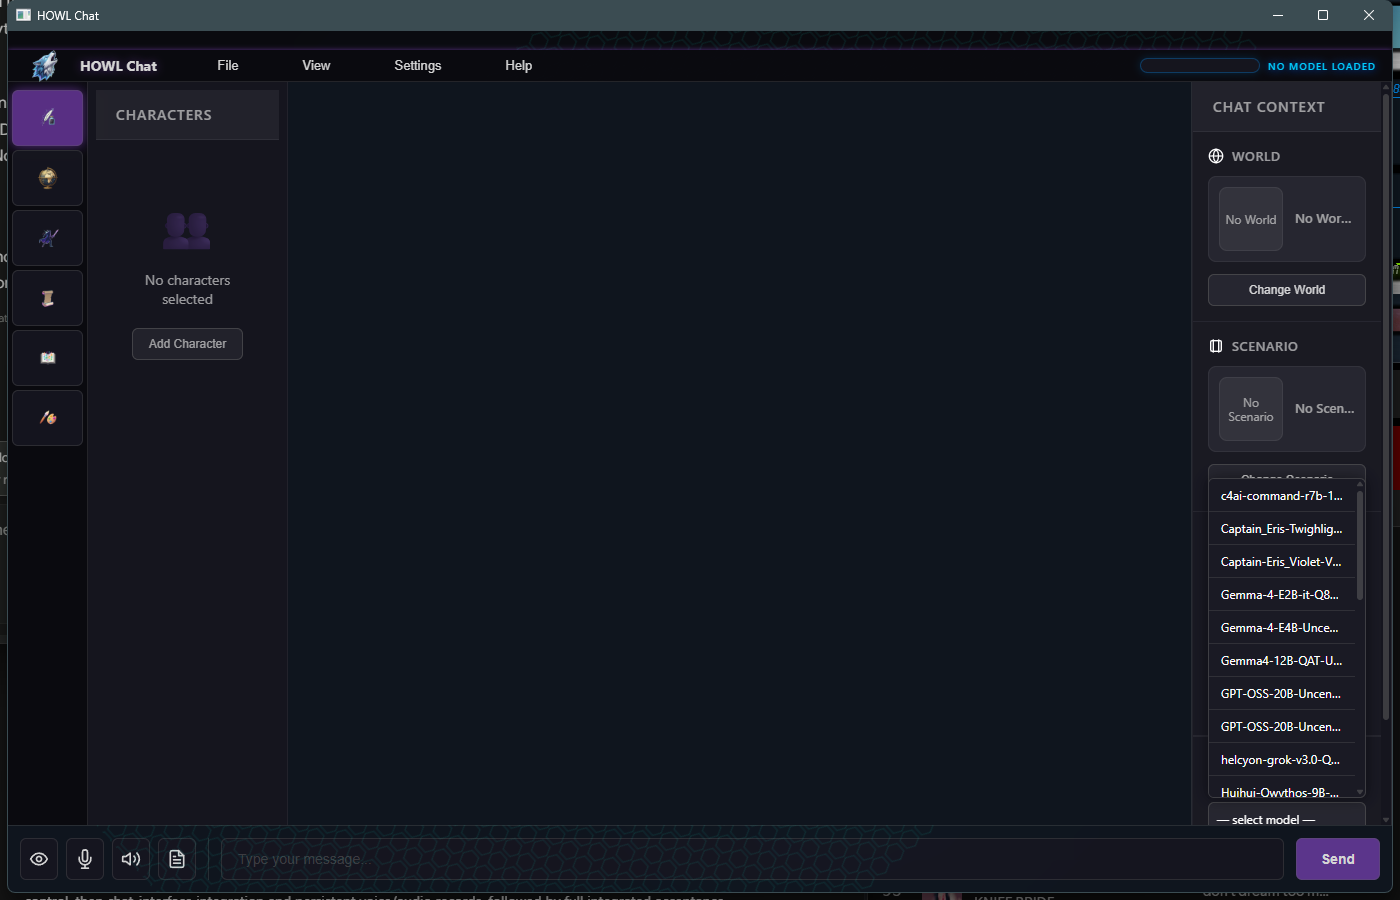 HOWL Chat
HOWL Chat
File
View
Settings
Help
NO MODEL LOADED
CHARACTERS
No characters
selected
Add Character
CHAT CONTEXT
WORLD
No World
No Wor...
Change World
SCENARIO
No
Scenario
No Scen...
Change Scenario
c4ai-command-r7b-1...
Captain_Eris-Twighlig...
Captain-Eris_Violet-V...
Gemma-4-E2B-it-Q8...
Gemma-4-E4B-Unce...
Gemma4-12B-QAT-U...
GPT-OSS-20B-Uncen...
GPT-OSS-20B-Uncen...
helcyon-grok-v3.0-Q...
Huihui-Qwythos-9B-...
— select model —
Type your message...
Send